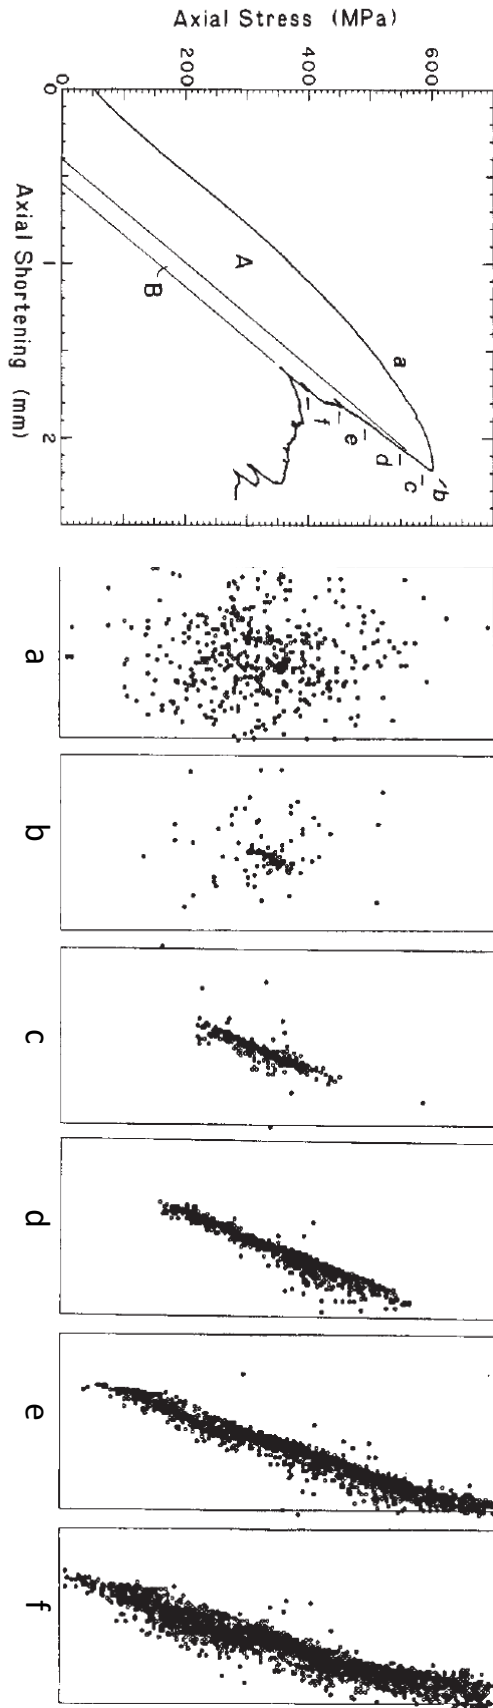 Axial Stress (MPa)
0
200
400
600
0
1
2
Axial Shortening (mm)
A
B
a
b
c
d
e
f
a
b
c
d
e
f